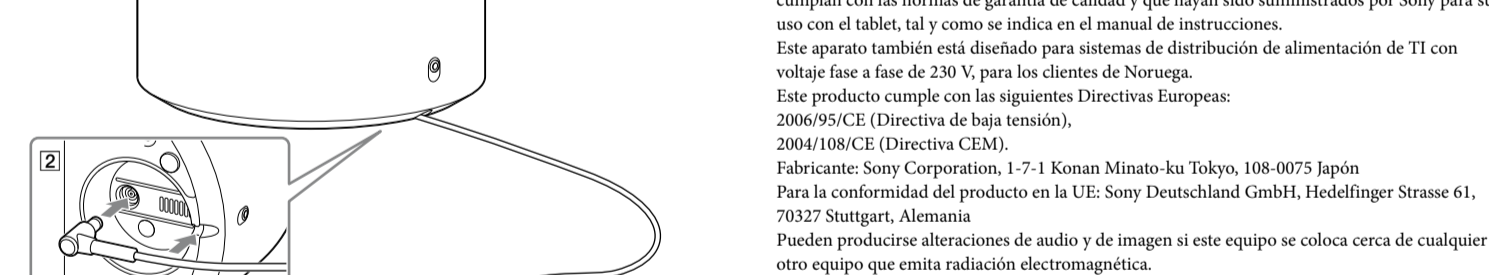 2
cumplan con las normas de garantía de calidad y que hayan sido suministrados por Sony para su
uso con el tablet, tal y como se indica en el manual de instrucciones.
Este aparato también está diseñado para sistemas de distribución de alimentación de TI con
voltaje fase a fase de 230 V, para los clientes de Noruega.
Este producto cumple con las siguientes Directivas Europeas:
2006/95/CE (Directiva de baja tensión),
2004/108/CE (Directiva CEM).
Fabricante: Sony Corporation, 1-7-1 Konan Minato-ku Tokyo, 108-0075 Japón
Para la conformidad del producto en la UE: Sony Deutschland GmbH, Hedelfinger Strasse 61,
70327 Stuttgart, Alemania
Pueden producirse alteraciones de audio y de imagen si este equipo se coloca cerca de cualquier
otro equipo que emita radiación electromagnética.